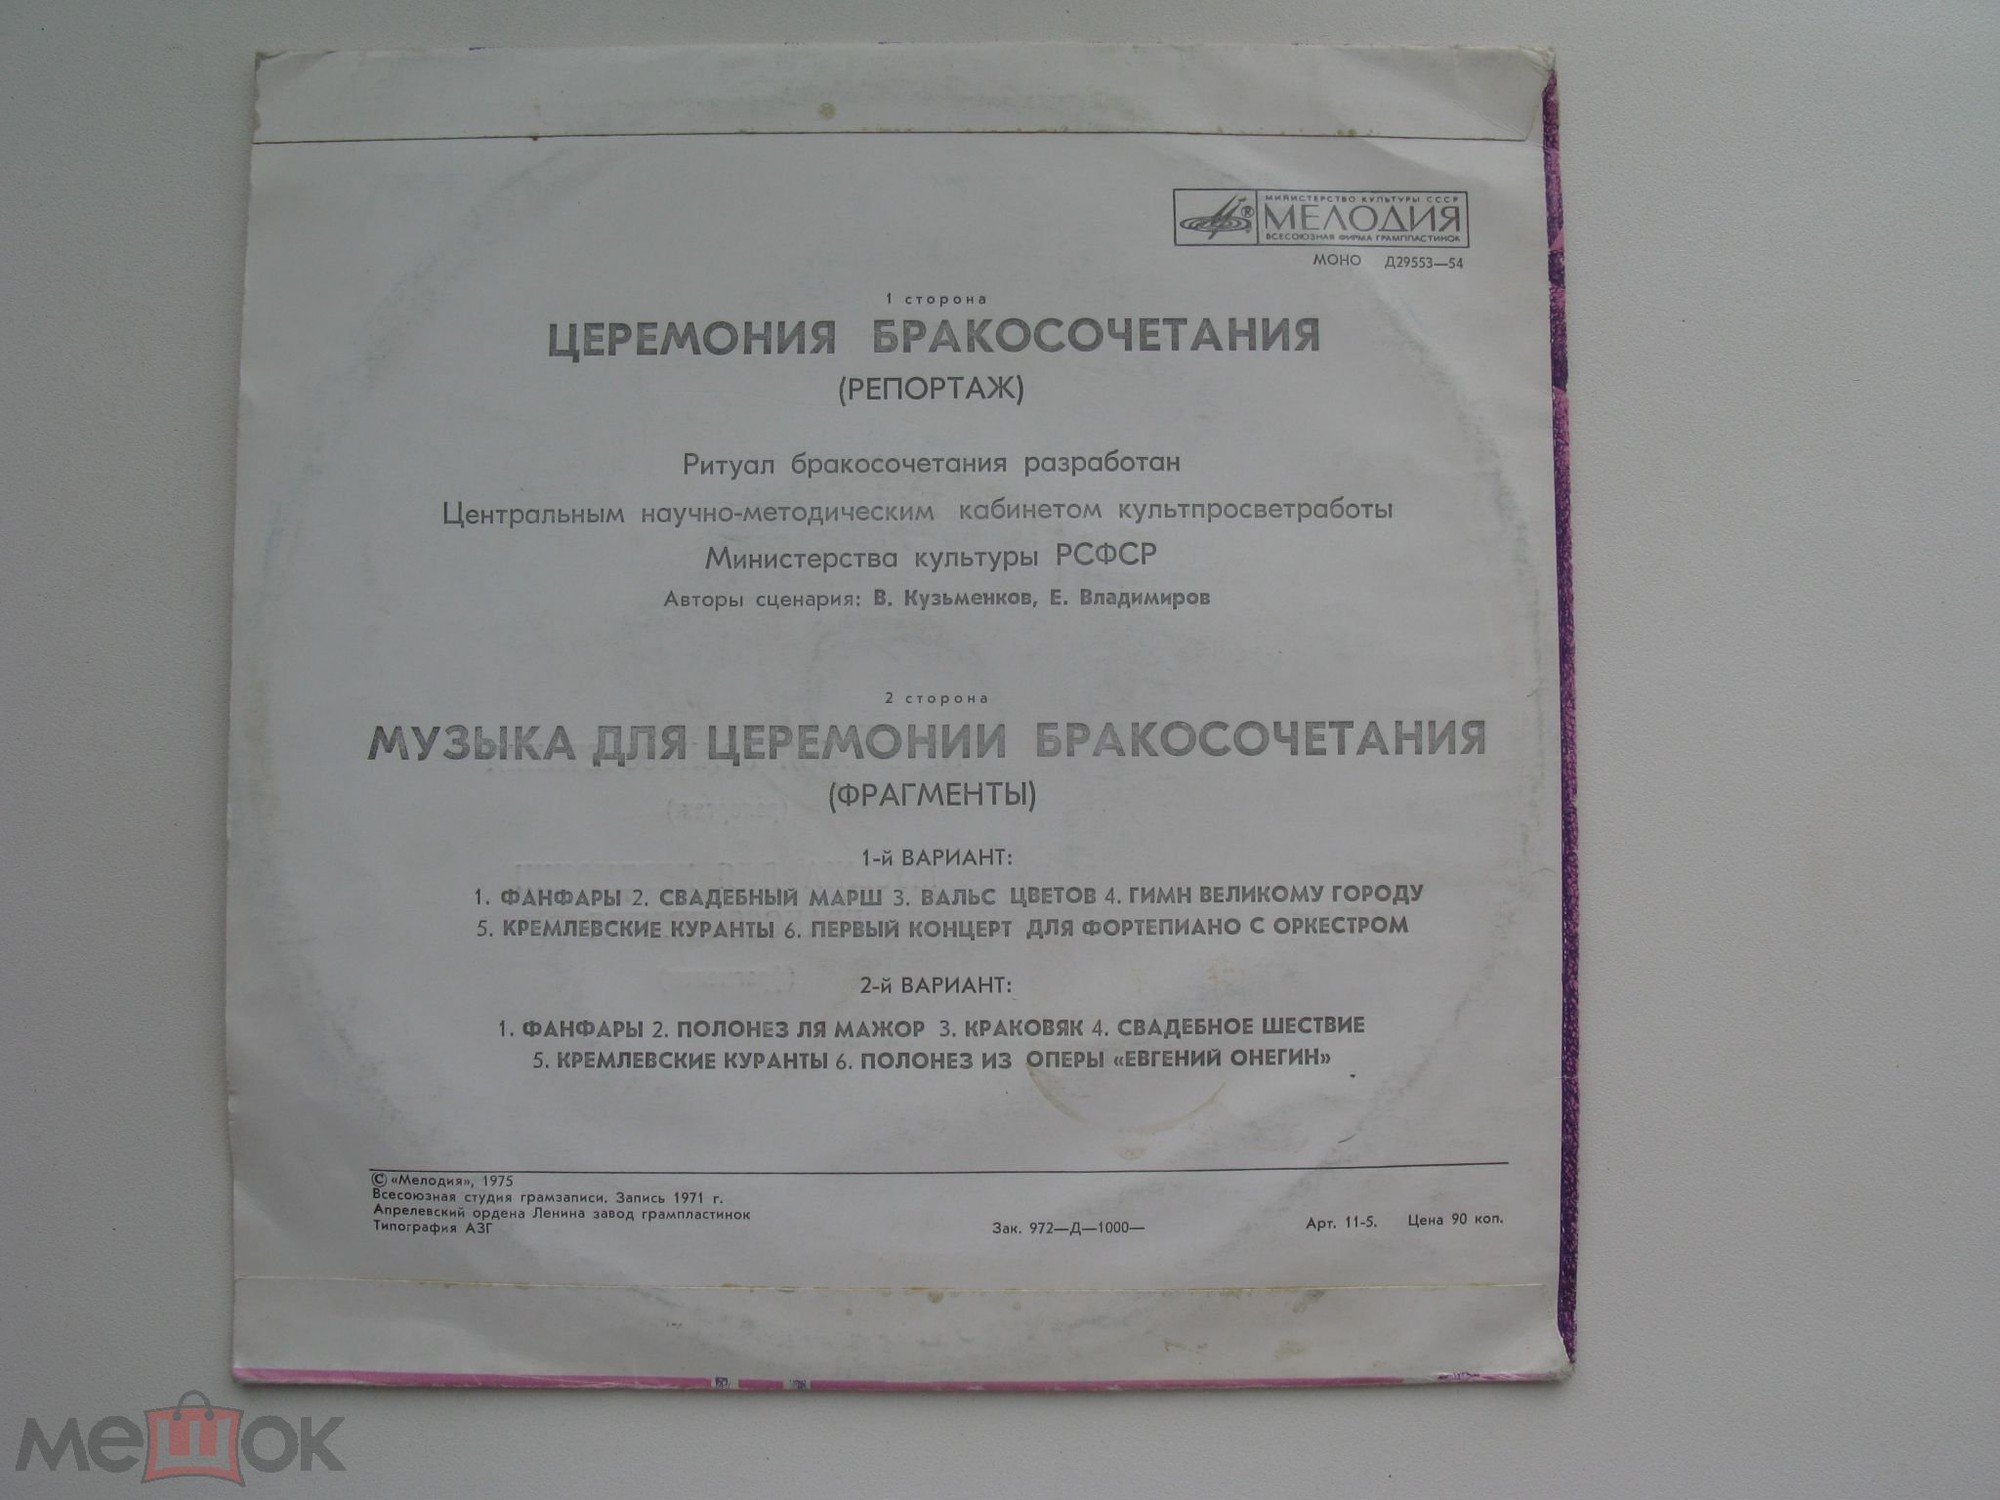 МИНИСТЕРСТВО КУЛЬТУРЫ СССР
МЕЛОДИЯ
ВСЕСОЮЗНАЯ ФИРМА ГРАМПЛАСТИНОК
МОНО Д29553—54
1 сторона
ЦЕРЕМОНИЯ БРАКОСОЧЕТАНИЯ
(РЕПОРТАЖ)
Ритуал бракосочетания разработан
Центральным научно-методическим кабинетом культпросветработы
Министерства культуры РСФСР
Авторы сценария: В. Кузьменков, Е. Владимиров
2 сторона
МУЗЫКА ДЛЯ ЦЕРЕМОНИИ БРАКОСОЧЕТАНИЯ
(ФРАГМЕНТЫ)
1-й ВАРИАНТ:
1. ФАНФАРЫ 2. СВАДЕБНЫЙ МАРШ 3. ВАЛЬС ЦВЕТОВ 4. ГИМН ВЕЛИКОМУ ГОРОДУ
5. КРЕМЛЕВСКИЕ КУРАНТЫ 6. ПЕРВЫЙ КОНЦЕРТ ДЛЯ ФОРТЕПИАНО С ОРКЕСТРОМ
2-й ВАРИАНТ:
1. ФАНФАРЫ 2. ПОЛОНЕЗ ЛЯ МАЖОР 3. КРАКОВЯК 4. СВАДЕБНОЕ ШЕСТВИЕ
5. КРЕМЛЕВСКИЕ КУРАНТЫ 6. ПОЛОНЕЗ ИЗ ОПЕРЫ «ЕВГЕНИЙ ОНЕГИН»
© «Мелодия», 1975
Всесоюзная студия грамзаписи. Запись 1971 г.
Апрелевский ордена Ленина завод грампластинок
Типография АЗГ
Зак. 972—Д—1000—
Арт. 11-5. Цена 90 коп.
мешок